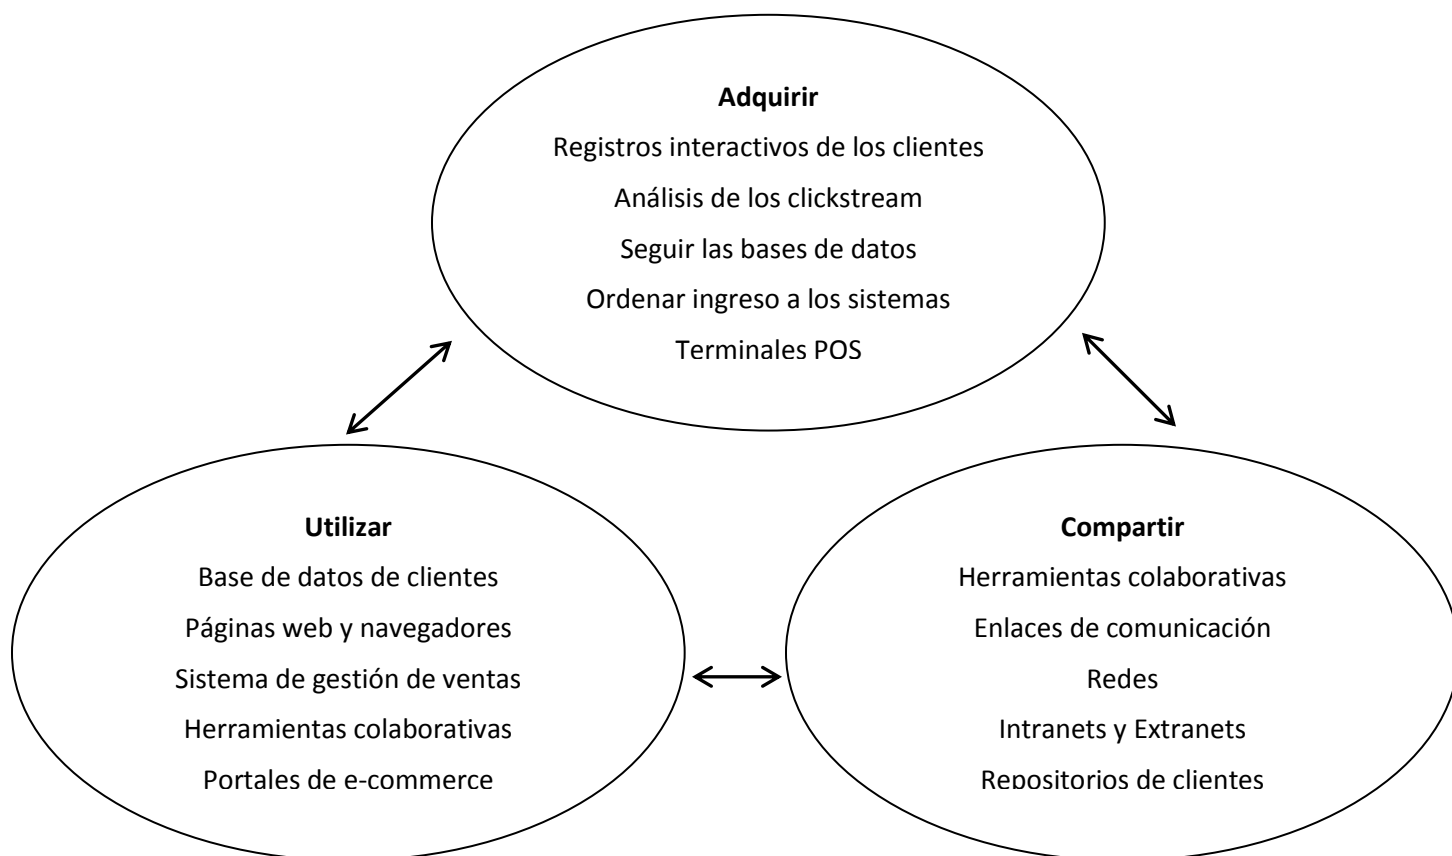 Adquirir
Registros interactivos de los clientes
Análisis de los clickstream
Seguir las bases de datos
Ordenar ingreso a los sistemas
Terminales POS
Utilizar
Base de datos de clientes
Páginas web y navegadores
Sistema de gestión de ventas
Herramientas colaborativas
Portales de e-commerce
Compartir
Herramientas colaborativas
Enlaces de comunicación
Redes
Intranets y Extranets
Repositorios de clientes